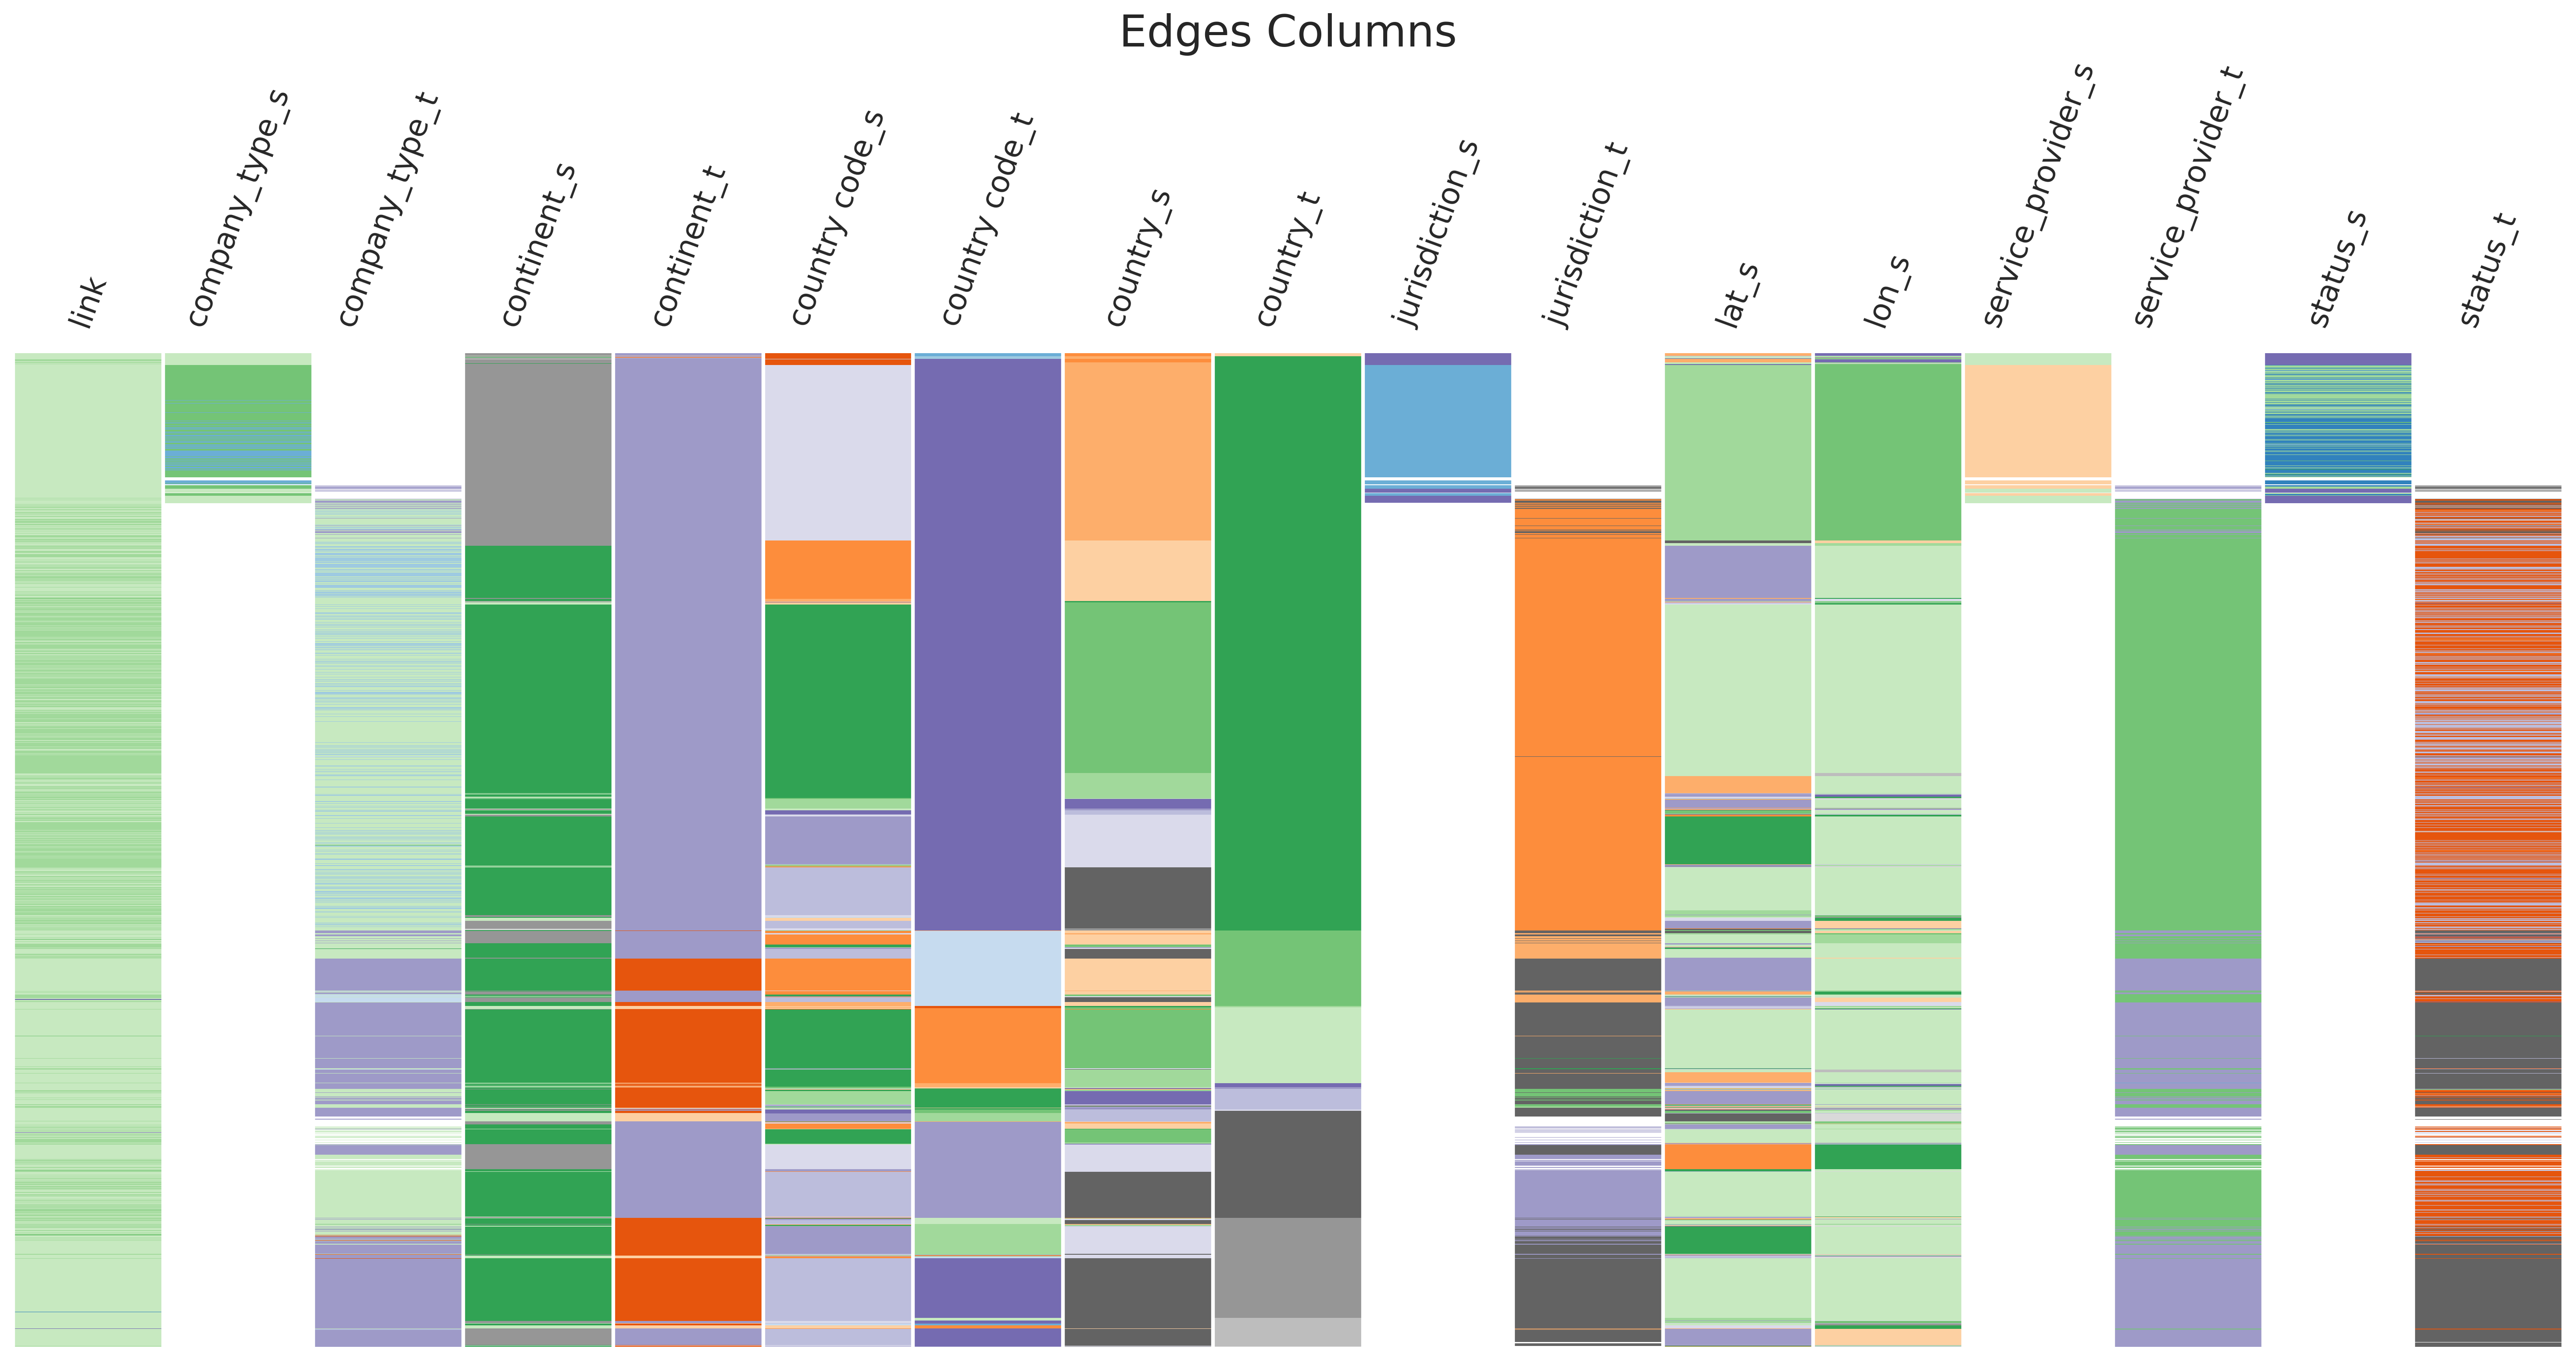 Edges Columns
link
company_type_s
company_type_t
continent_s
continent_t
country code_s
country code_t
country_s
country_t
jurisdiction_s
jurisdiction_t
lat_s
lon_s
service_provider_s
service_provider_t
status_s
status_t